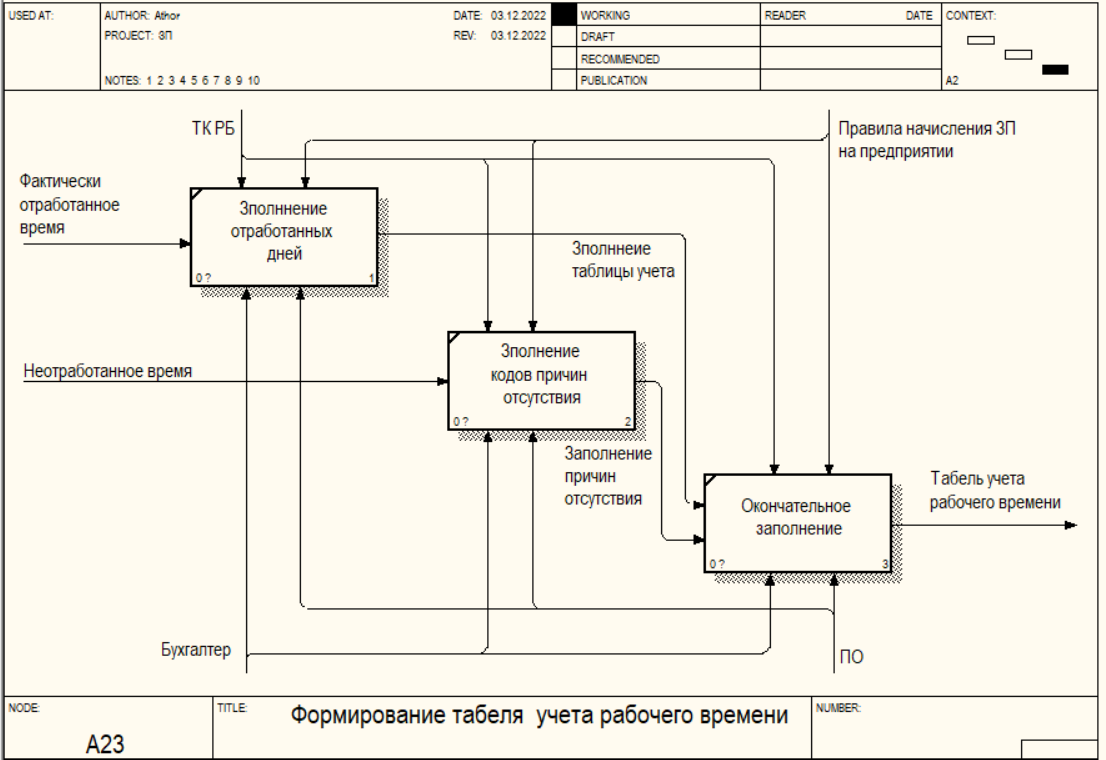 USED AT:
AUTHOR: Athor
DATE: 03.12.2022
WORKING
READER
DATE
CONTEXT:
PROJECT: ЗП
REV: 03.12.2022
DRAFT
RECOMMENDED
NOTES: 1 2 3 4 5 6 7 8 9 10
PUBLICATION
A2
ТК РБ
Правила начисления ЗП
на предприятии
Фактически
отработанное
время
Зполннение
отработанных
дней
0 ?
1
Зполннеие
таблицы учета
Неотработанное время
Зполнение
кодов причин
отсутствия
0 ?
2
Заполнение
причин
отсутствия
Окончательное
заполнение
0 ?
3
Табель учета
рабочего времени
Бухгалтер
ПО
NODE:
TITLE:
Формирование табеля учета рабочего времени
NUMBER:
A23